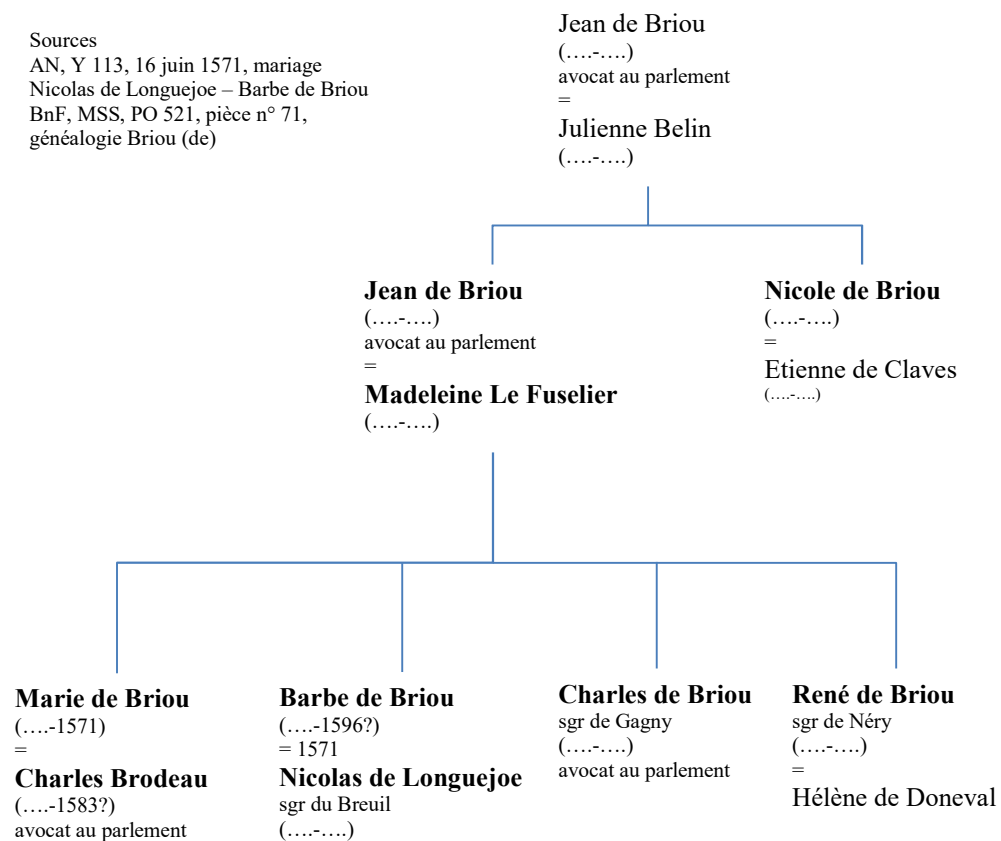 Sources
AN, Y 113, 16 juin 1571, mariage
Nicolas de Longuejoe – Barbe de Briou
BnF, MSS, PO 521, pièce n° 71,
généalogie Briou (de)
Jean de Briou
(….-….)
avocat au parlement
=
Julienne Belin
(….-….)
Jean de Briou
(….-….)
avocat au parlement
=
Madeleine Le Fuselier
(….-….)
Nicole de Briou
(….-….)
=
Etienne de Claves
(….-….)
Marie de Briou
(….-1571)
=
Charles Brodeau
(….-1583?)
avocat au parlement
Barbe de Briou
(….-1596?)
= 1571
Nicolas de Longuejoe
sgr du Breuil
(….-….)
Charles de Briou
sgr de Gagny
(….-….)
avocat au parlement
René de Briou
sgr de Néry
(….-….)
=
Hélène de Doneval